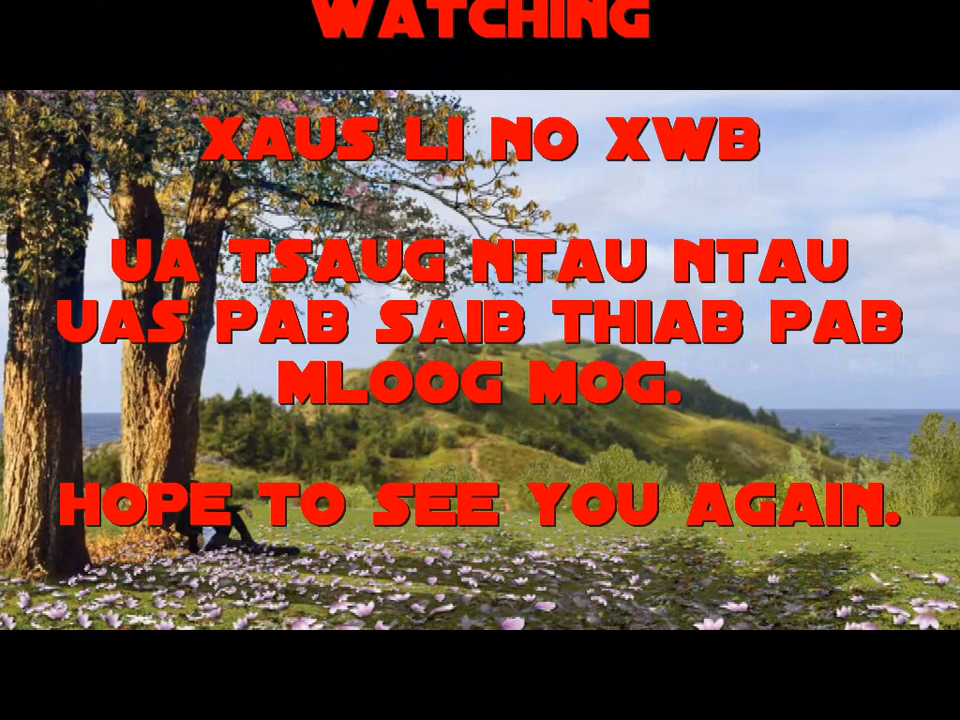 WATCHING
XAUS LI NO XWB
UA TSAUG NTAU NTAU
UAS PAB SAIB THIAB PAB
MLOOG MOG.
HOPE TO SEE YOU AGAIN.